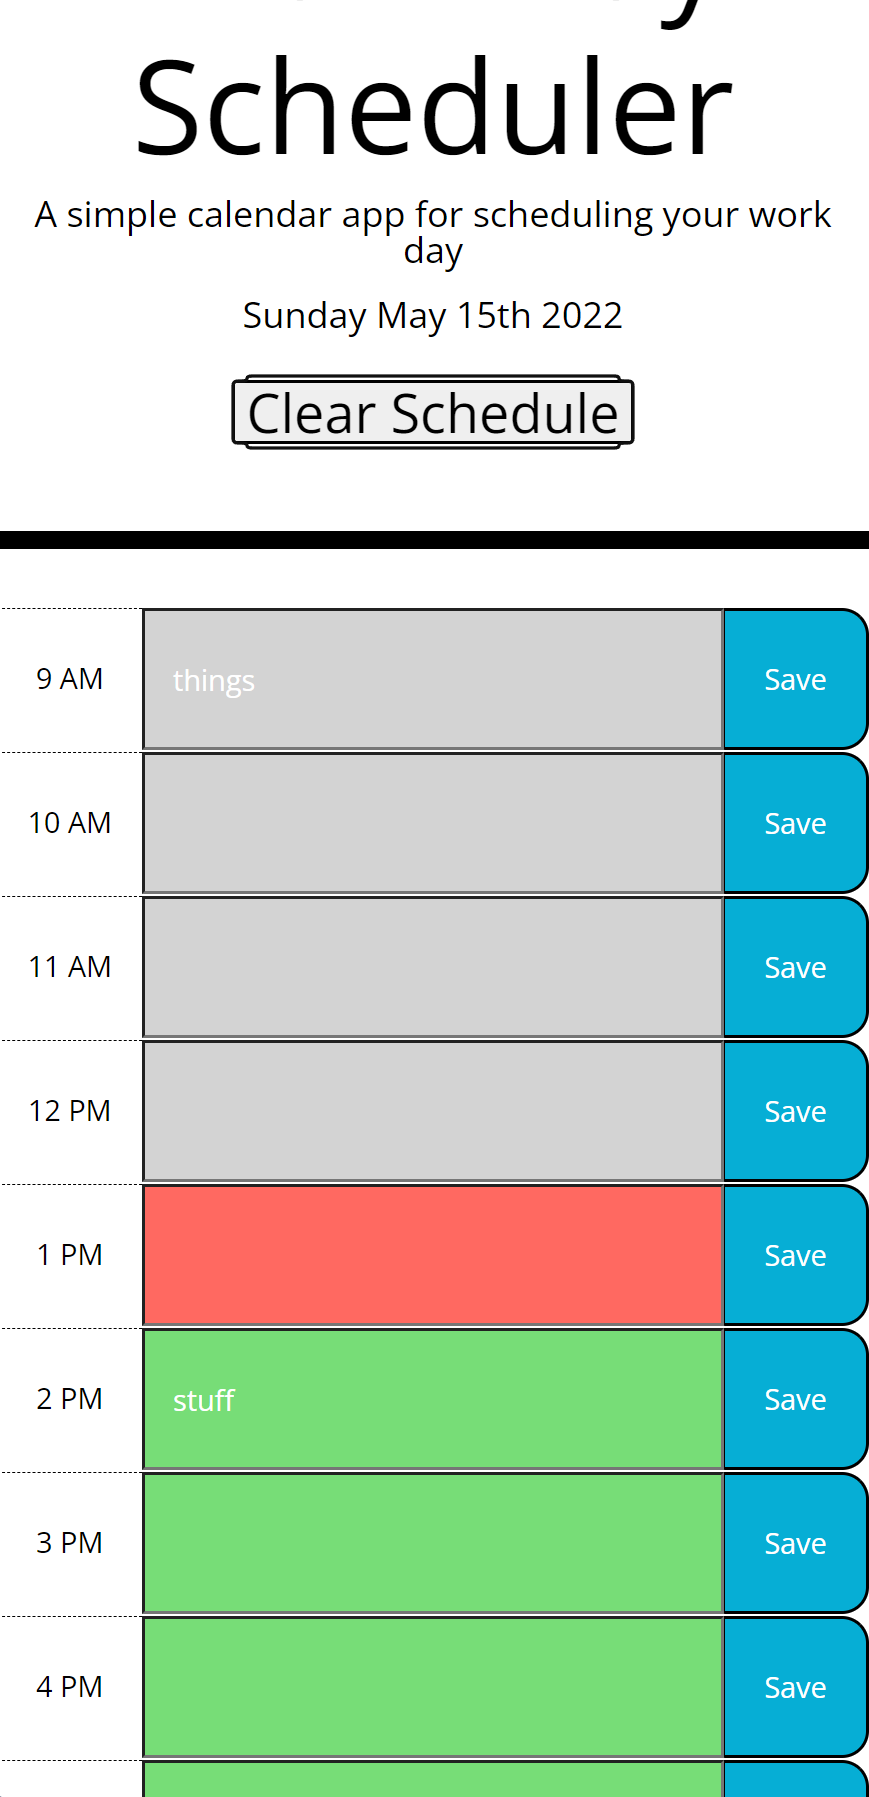 Scheduler
A simple calendar app for scheduling your work
day
Sunday May 15th 2022
Clear Schedule
9 AM things Save
10 AM Save
11 AM Save
12 PM Save
1 PM Save
2 PM stuff Save
3 PM Save
4 PM Save